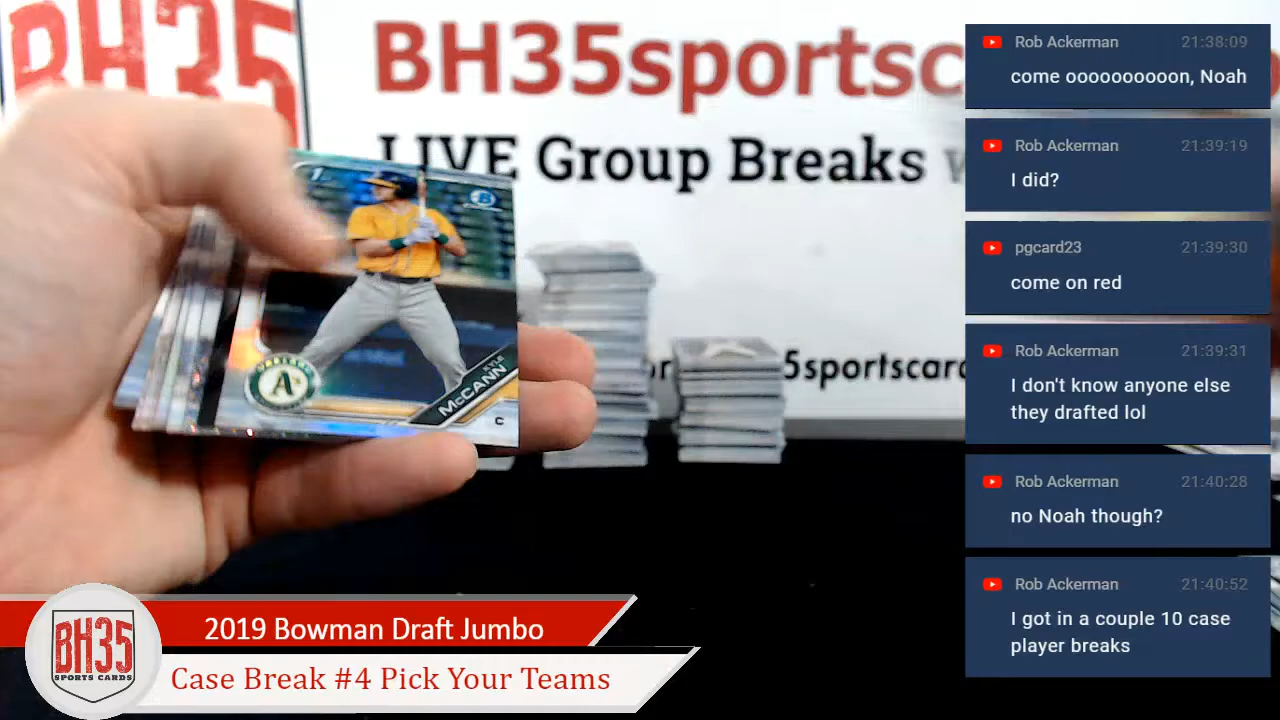 BH35
BH35sportsc
LIVE Group Breaks w
5sportscard
1st
B
A's
KYLE
McCANN
C
Rob Ackerman 21:38:09
come oooooooooon, Noah
Rob Ackerman 21:39:19
I did?
pgcard23 21:39:30
come on red
Rob Ackerman 21:39:31
I don't know anyone else
they drafted lol
Rob Ackerman 21:40:28
no Noah though?
Rob Ackerman 21:40:52
I got in a couple 10 case
player breaks
BH35
SPORTS CARDS
2019 Bowman Draft Jumbo
Case Break #4 Pick Your Teams